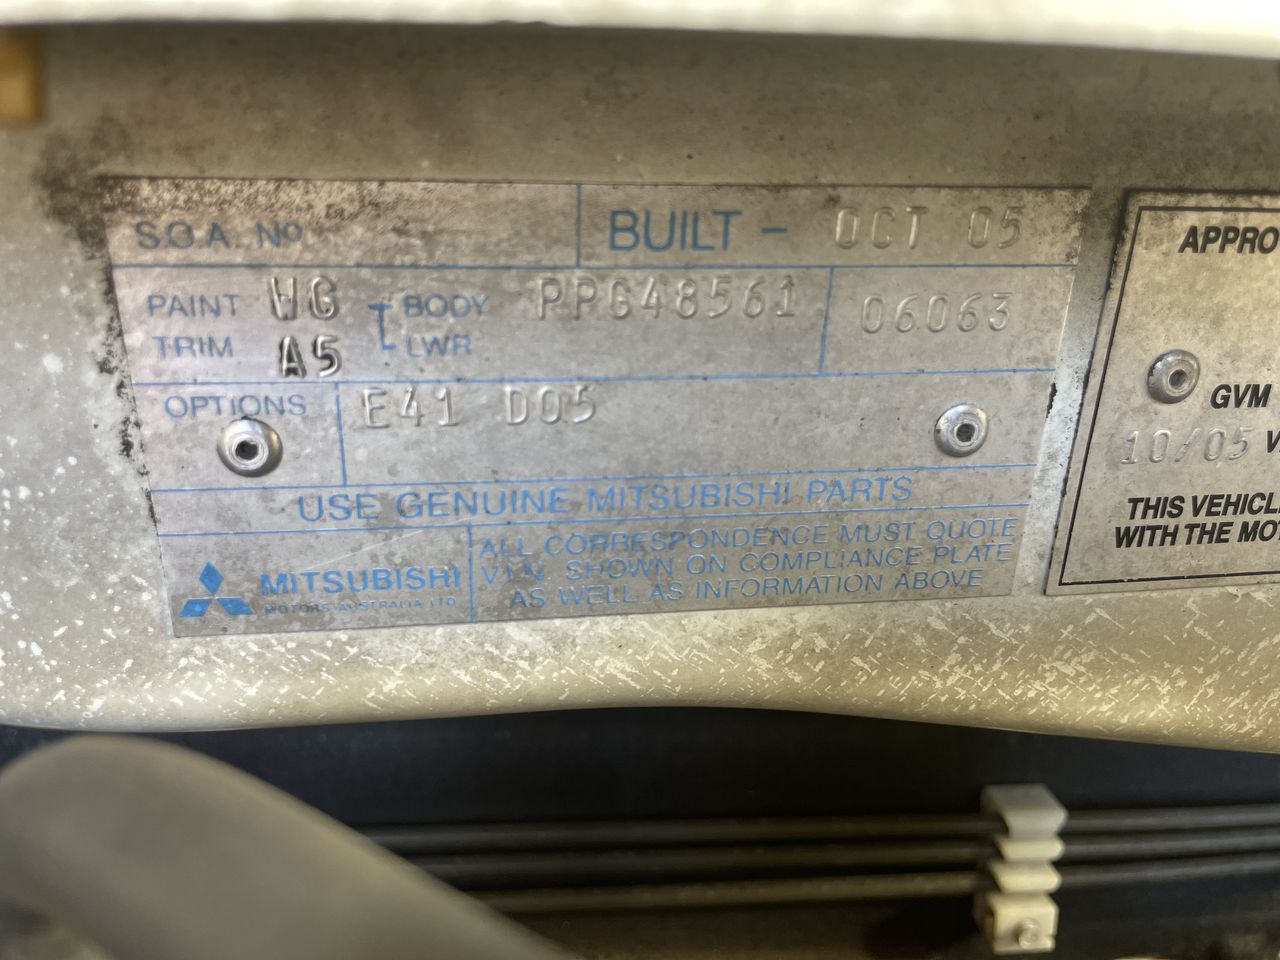 S.O.A. Nº BUILT - OCT 05
PAINT WG BODY PPG48561 06063
TRIM A5 LWR
OPTIONS E41 D05
USE GENUINE MITSUBISHI PARTS
MITSUBISHI
MOTORS AUSTRALIA LTD
ALL CORRESPONDENCE MUST QUOTE
V.I.N. SHOWN ON COMPLIANCE PLATE
AS WELL AS INFORMATION ABOVE
APPRO
GVM
10/05
THIS VEHICL
WITH THE MOT